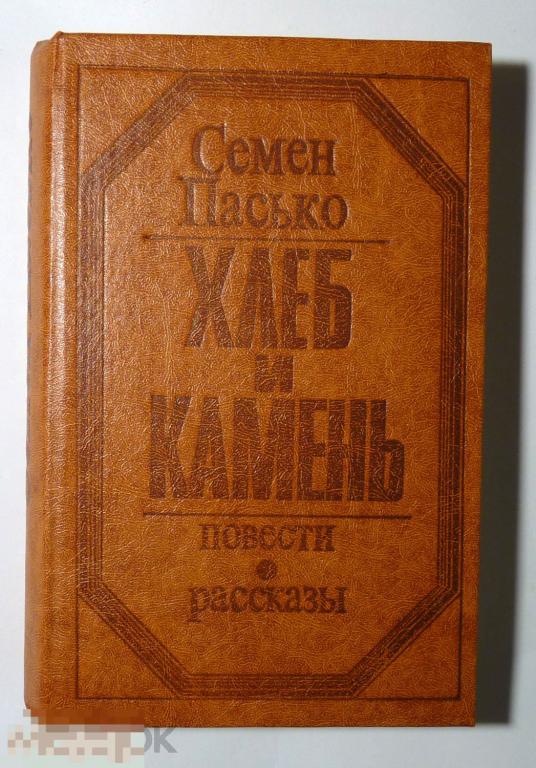 Семен
Пасько
ХЛЕБ
и
КАМЕНЬ
повести
рассказы